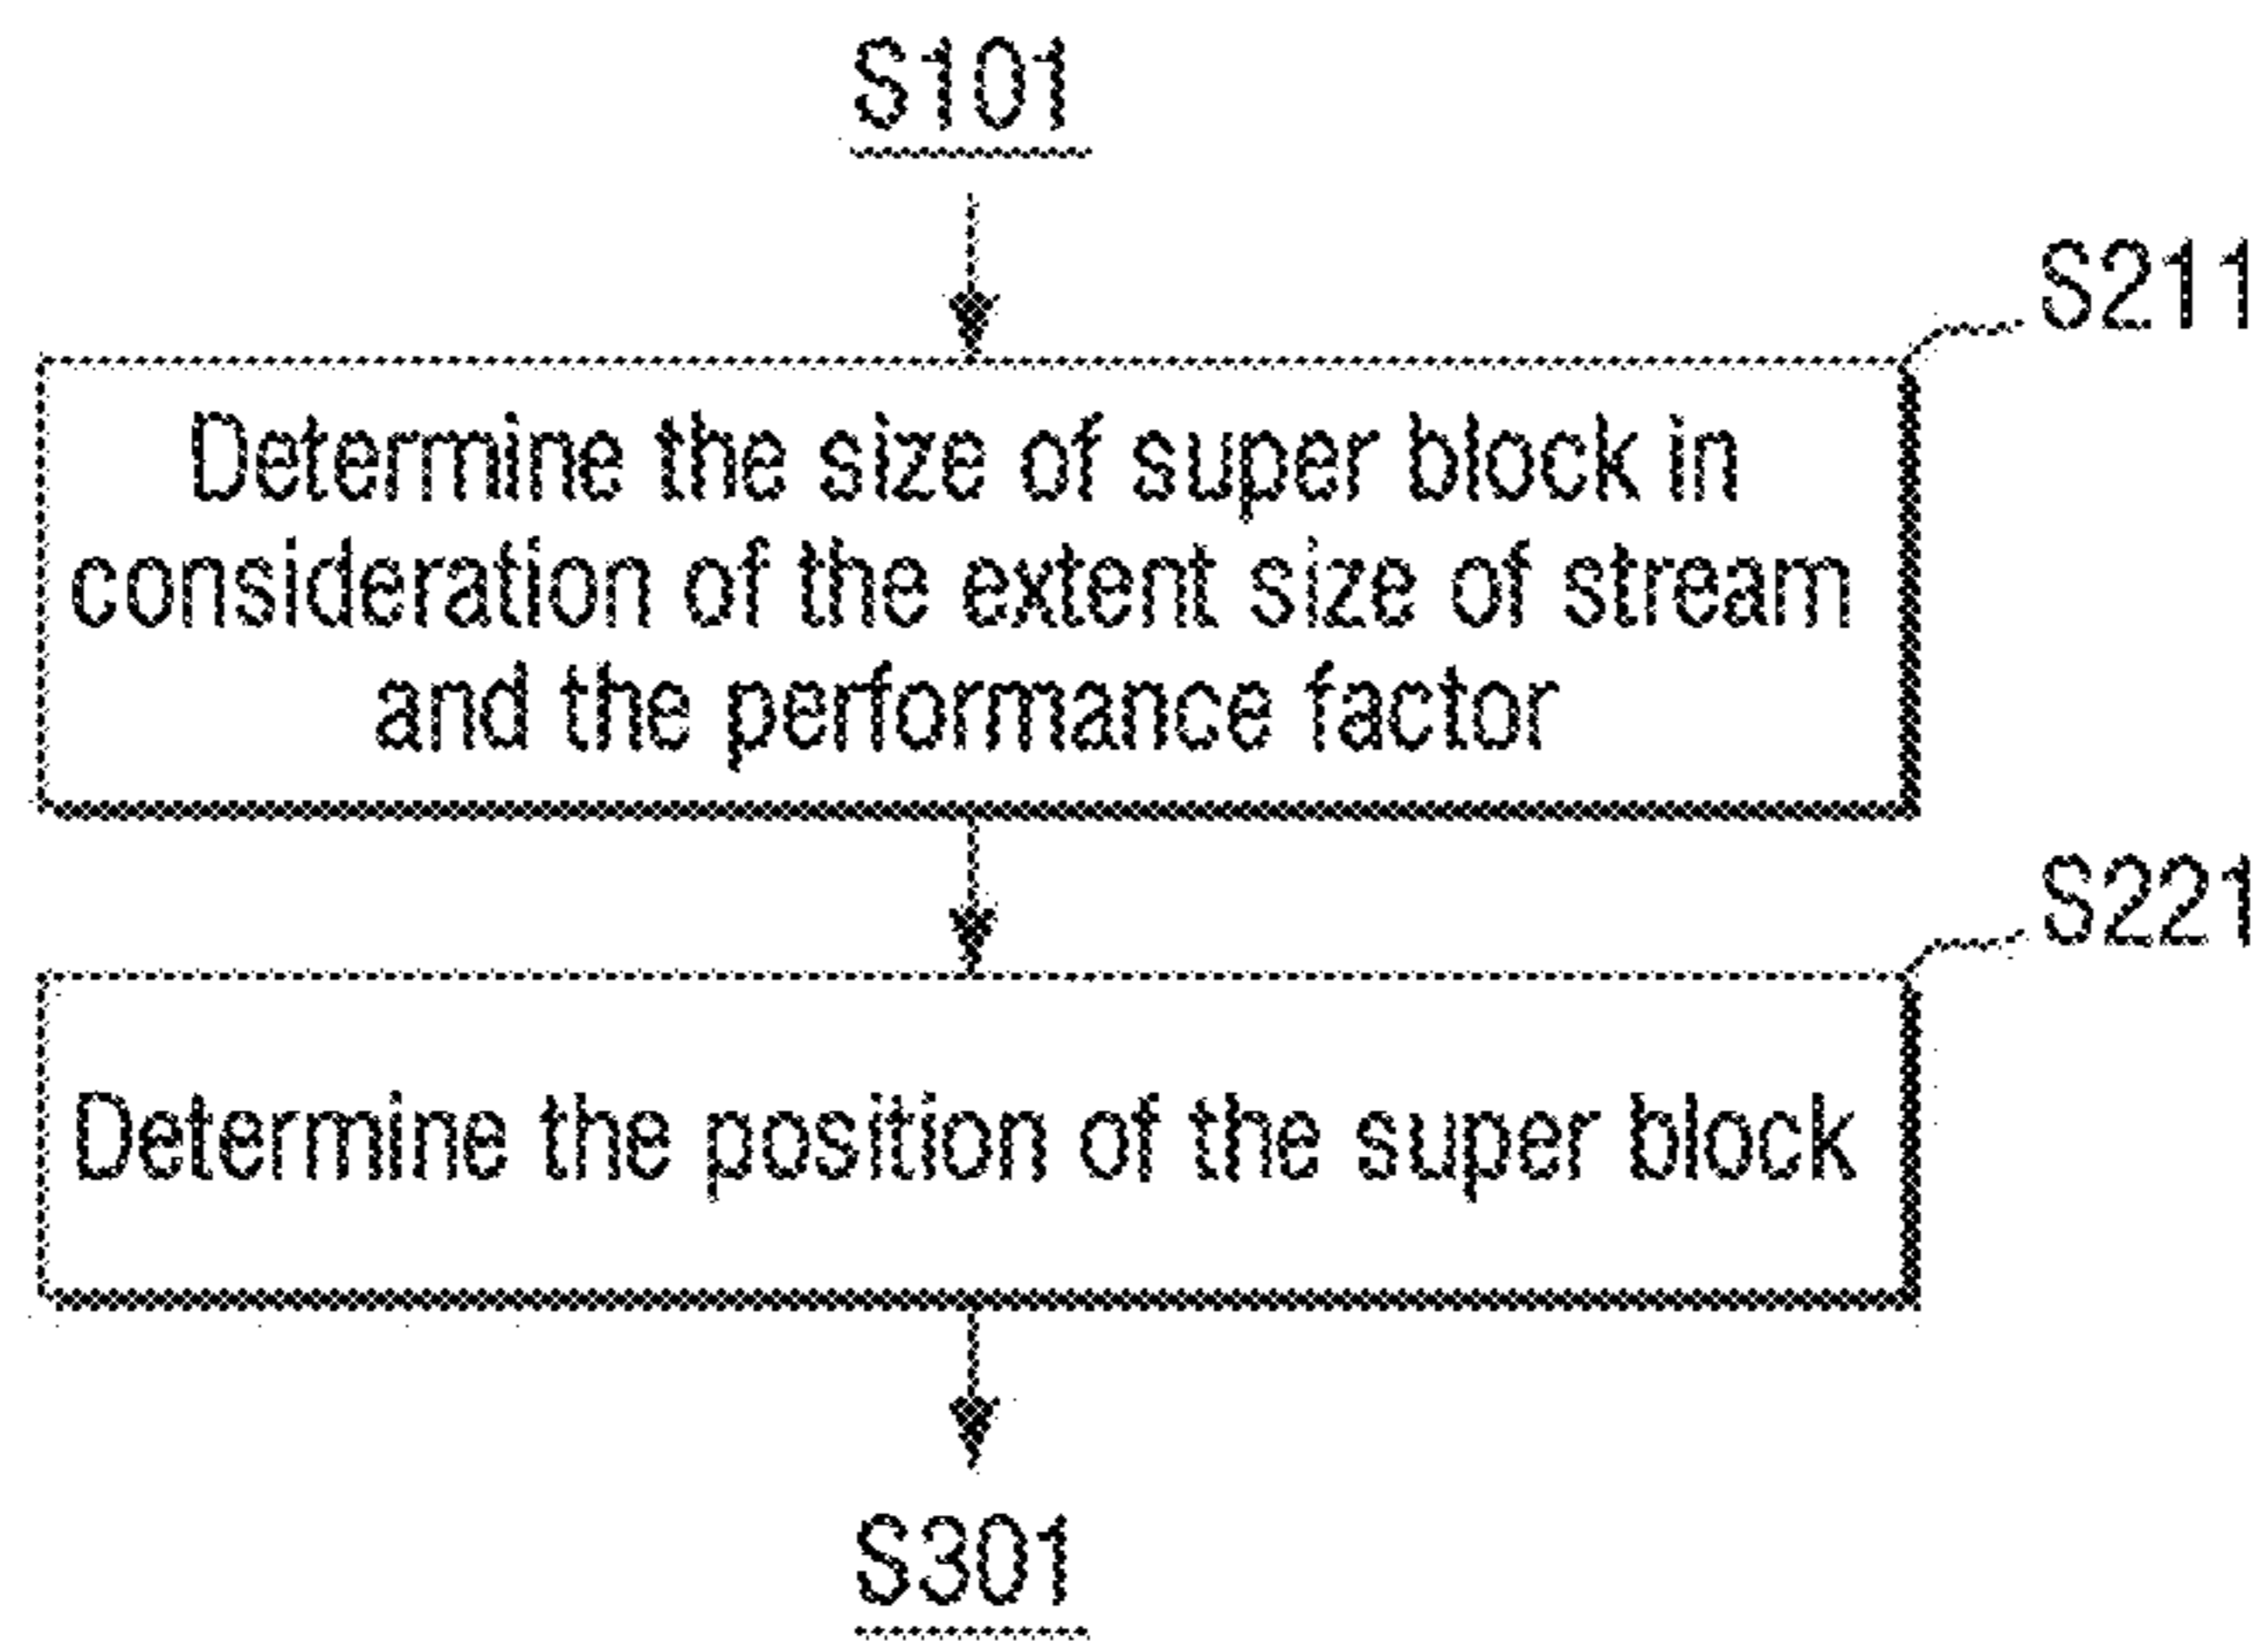 S101
S211
Determine the size of super block in
consideration of the extent size of stream
and the performance factor
S221
Determine the position of the super block
S301